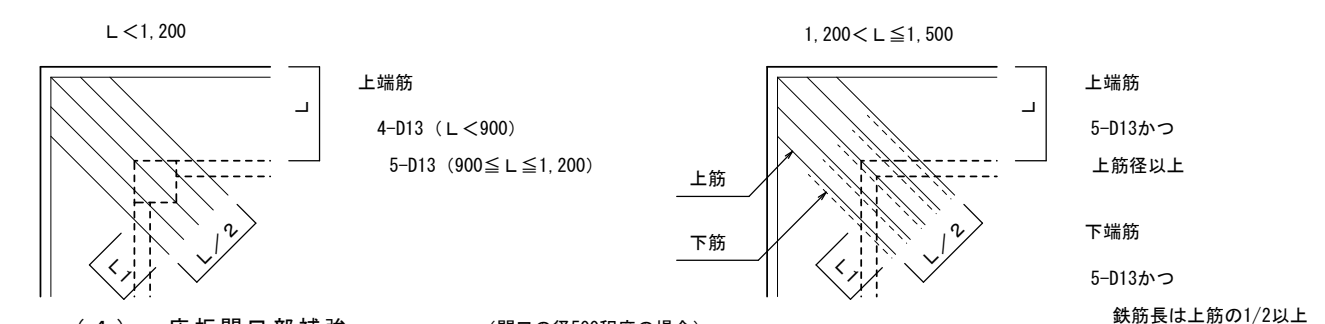 Ｌ＜1,200
上端筋
4-D13（Ｌ＜900）
5-D13（900≦Ｌ≦1,200）
Ｌ
Ｌ1
Ｌ／２
1,200＜Ｌ≦1,500
上筋
下筋
Ｌ
Ｌ1
Ｌ／２
上端筋
5-D13かつ
上筋径以上
下端筋
5-D13かつ
鉄筋長は上筋の1/2以上